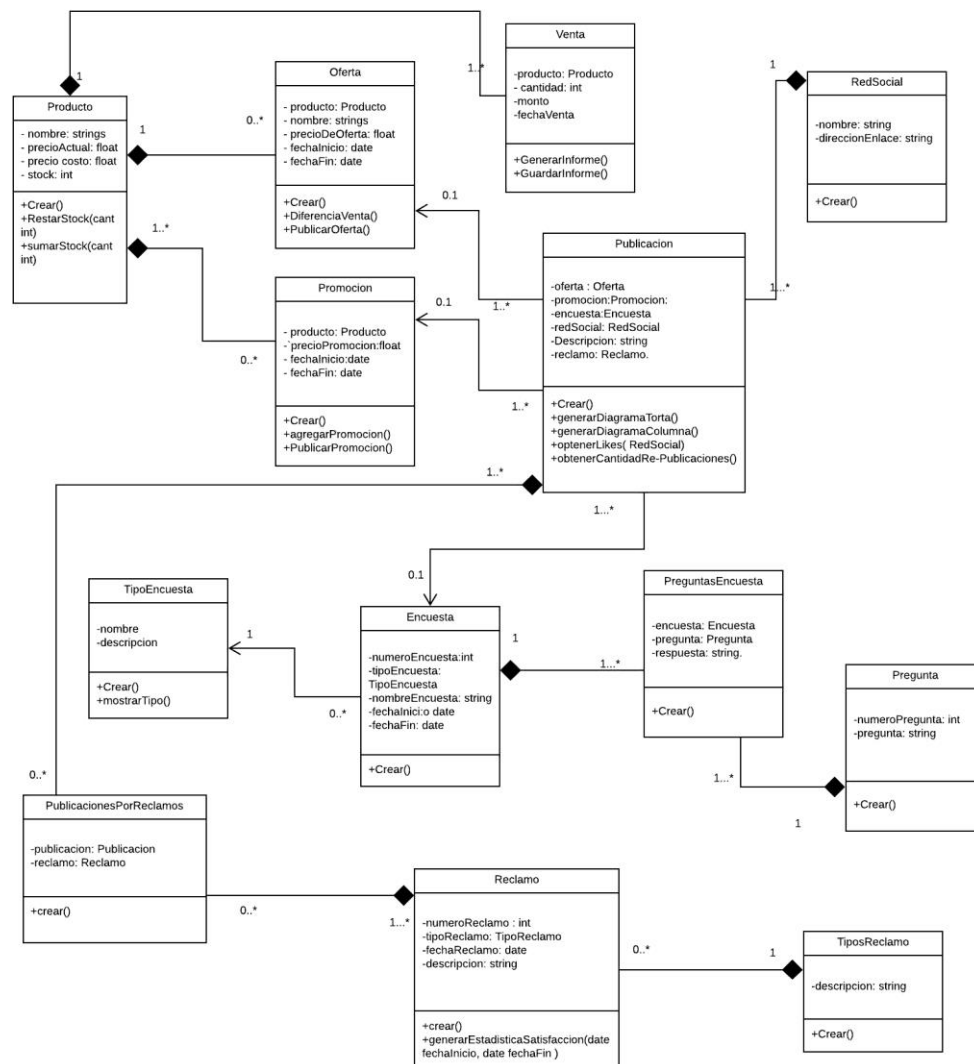 Venta
-producto: Producto
- cantidad: int
-monto
-fechaVenta
+GenerarInforme()
+GuardarInforme()
1
1..*
Oferta
- producto: Producto
- nombre: strings
- precioDeOferta: float
- fechaInicio: date
- fechaFin: date
+Crear()
+DiferenciaVenta()
+PublicarOferta()
RedSocial
-nombre: string
-direccionEnlace: string
+Crear()
1
1...*
Producto
- nombre: strings
- precioActual: float
- precio costo: float
- stock: int
+Crear()
+RestarStock(cant
int)
+sumarStock(cant
int)
1
0..*
1..*
0..*
0.1
1..*
0.1
1..*
Publicacion
-oferta : Oferta
-promocion:Promocion:
-encuesta:Encuesta
-redSocial: RedSocial
-Descripcion: string
-reclamo: Reclamo.
+Crear()
+generarDiagramaTorta()
+generarDiagramaColumna()
+optenerLikes( RedSocial)
+obtenerCantidadRe-Publicaciones()
Promocion
- producto: Producto
-`precioPromocion:float
- fechaInicio:date
- fechaFin: date
+Crear()
+agregarPromocion()
+PublicarPromocion()
1..*
1...*
0.1
TipoEncuesta
-nombre
-descripcion
+Crear()
+mostrarTipo()
1
0..*
Encuesta
-numeroEncuesta:int
-tipoEncuesta:
TipoEncuesta
-nombreEncuesta: string
-fechaInici:o date
-fechaFin: date
+Crear()
1
1...*
PreguntasEncuesta
-encuesta: Encuesta
-pregunta: Pregunta
-respuesta: string.
+Crear()
Pregunta
-numeroPregunta: int
-pregunta: string
+Crear()
1...*
1
0..*
PublicacionesPorReclamos
-publicacion: Publicacion
-reclamo: Reclamo
+crear()
0..*
1...*
Reclamo
-numeroReclamo : int
-tipoReclamo: TipoReclamo
-fechaReclamo: date
-descripcion: string
+crear()
+generarEstadisticaSatisfaccion(date
fechaInicio, date fechaFin )
0..*
1
TiposReclamo
-descripcion: string
+Crear()